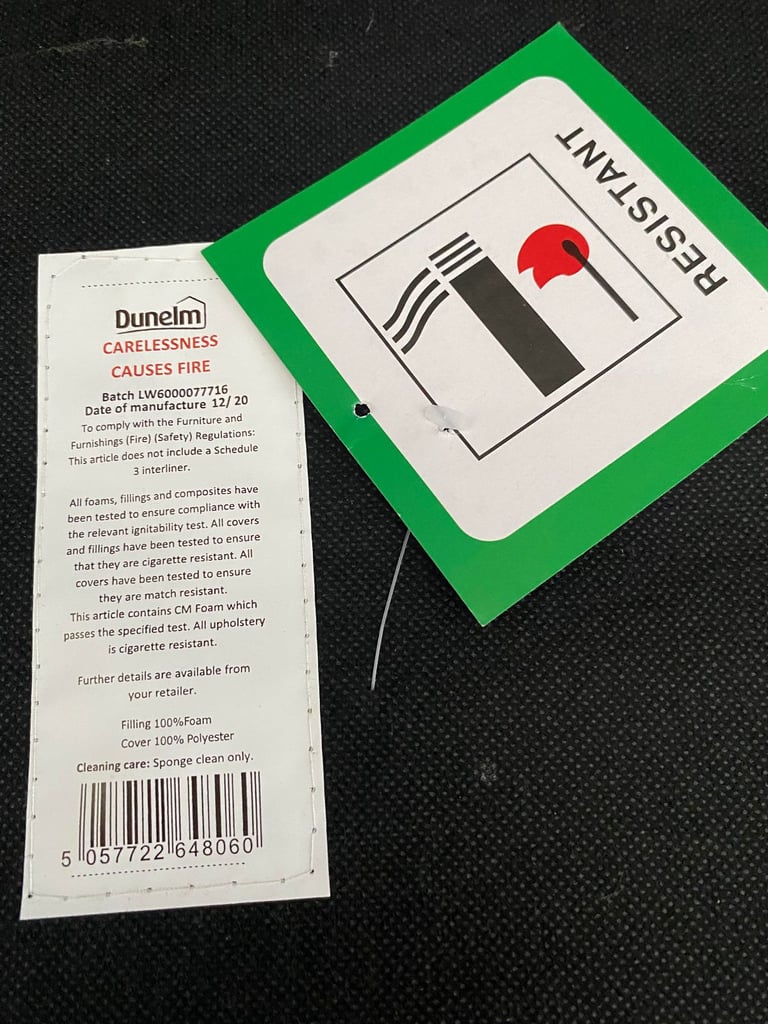 Dunelm
CARELESSNESS
CAUSES FIRE
Batch LW6000077716
Date of manufacture 12/ 20
To comply with the Furniture and
Furnishings (Fire) (Safety) Regulations:
This article does not include a Schedule
3 interliner.
All foams, fillings and composites have
been tested to ensure compliance with
the relevant ignitability test. All covers
and fillings have been tested to ensure
that they are cigarette resistant. All
covers have been tested to ensure
they are match resistant.
This article contains CM Foam which
passes the specified test. All upholstery
is cigarette resistant.
Further details are available from
your retailer.
Filling 100%Foam
Cover 100% Polyester
Cleaning care: Sponge clean only.
5 057722 648060
RESISTANT